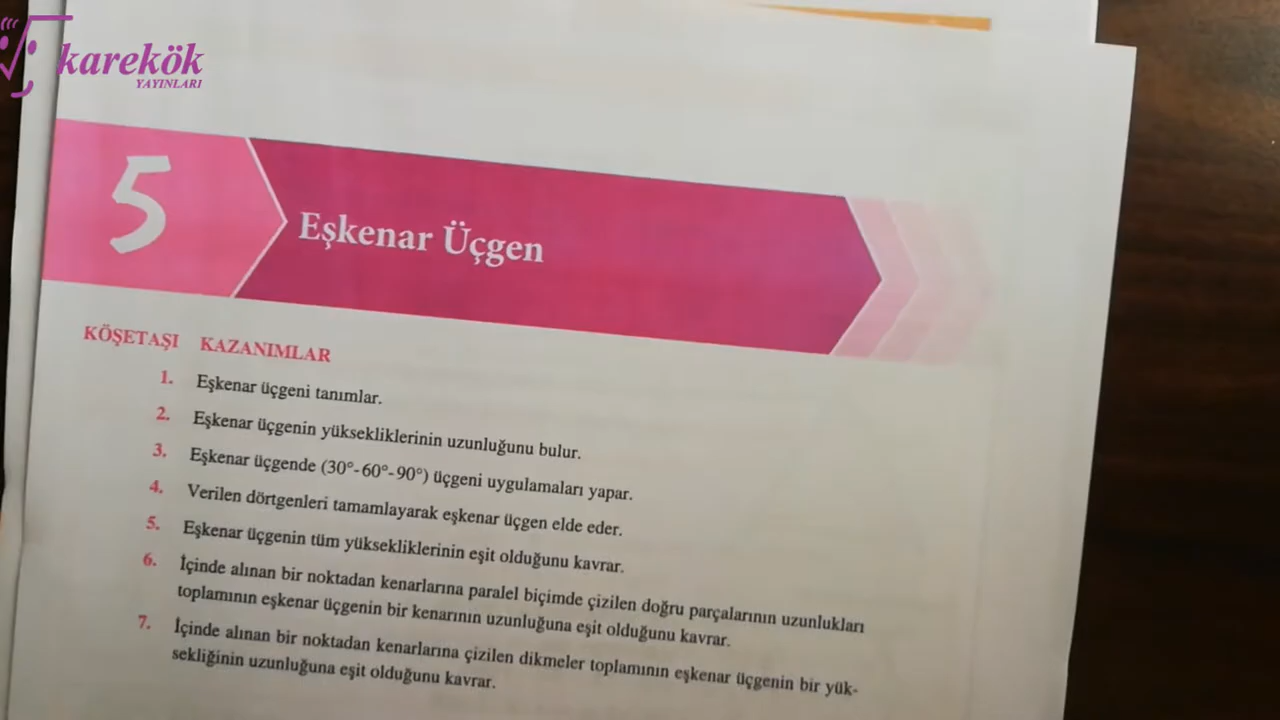 karekök
YAYINLARI
5
Eşkenar Üçgen
KÖŞETAŞI KAZANIMLAR
1. Eşkenar üçgeni tanımlar.
2. Eşkenar üçgenin yüksekliklerinin uzunluğunu bulur.
3. Eşkenar üçgende (30°-60°-90°) üçgeni uygulamaları yapar.
4. Verilen dörtgenleri tamamlayarak eşkenar üçgen elde eder.
5. Eşkenar üçgenin tüm yüksekliklerinin eşit olduğunu kavrar.
6. İçinde alınan bir noktadan kenarlarına paralel biçimde çizilen doğru parçalarının uzunlukları
toplamının eşkenar üçgenin bir kenarının uzunluğuna eşit olduğunu kavrar.
7. İçinde alınan bir noktadan kenarlarına çizilen dikmeler toplamının eşkenar üçgenin bir yük-
sekliğinin uzunluğuna eşit olduğunu kavrar.